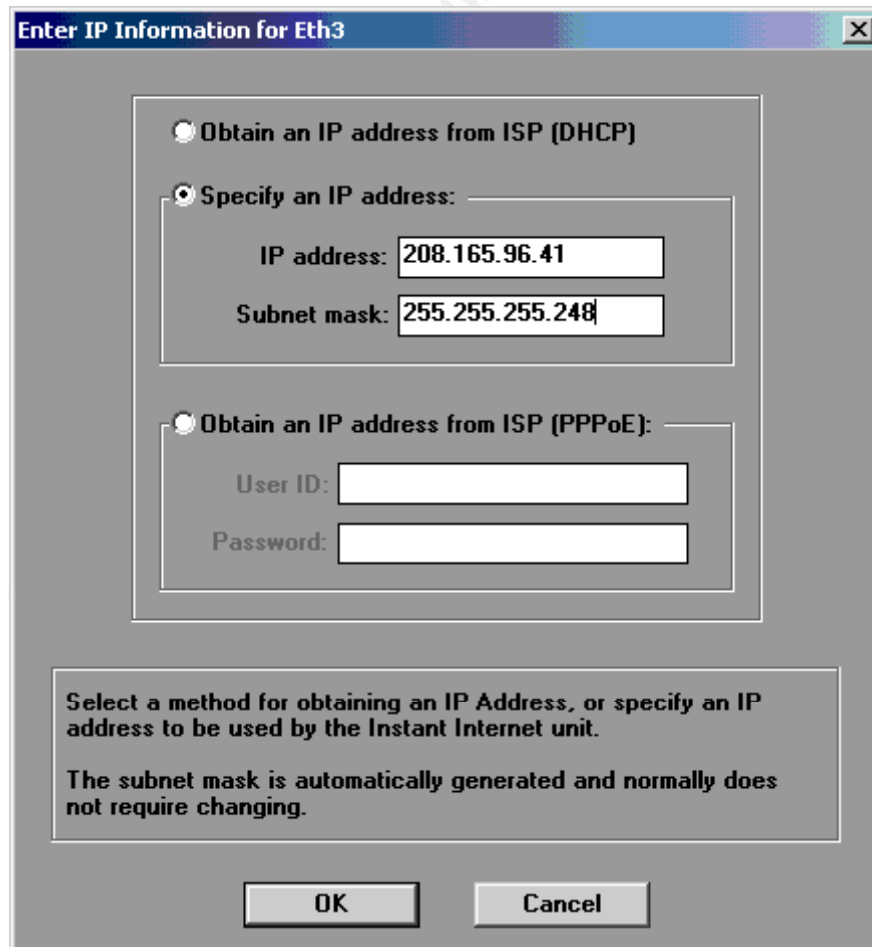 Enter IP Information for Eth3
Obtain an IP address from ISP (DHCP)
Specify an IP address:
IP address: 208.165.96.41
Subnet mask: 255.255.255.248
Obtain an IP address from ISP (PPPoE):
User ID:
Password:
Select a method for obtaining an IP Address, or specify an IP
address to be used by the Instant Internet unit.
The subnet mask is automatically generated and normally does
not require changing.
OK Cancel